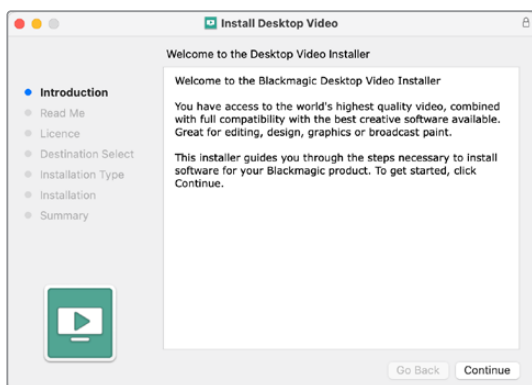 Install Desktop Video
Welcome to the Desktop Video Installer
Introduction
Read Me
Licence
Destination Select
Installation Type
Installation
Summary
Welcome to the Blackmagic Desktop Video Installer
You have access to the world's highest quality video, combined
with full compatibility with the best creative software available.
Great for editing, design, graphics or broadcast paint.
This installer guides you through the steps necessary to install
software for your Blackmagic product. To get started, click
Continue.
Go Back
Continue